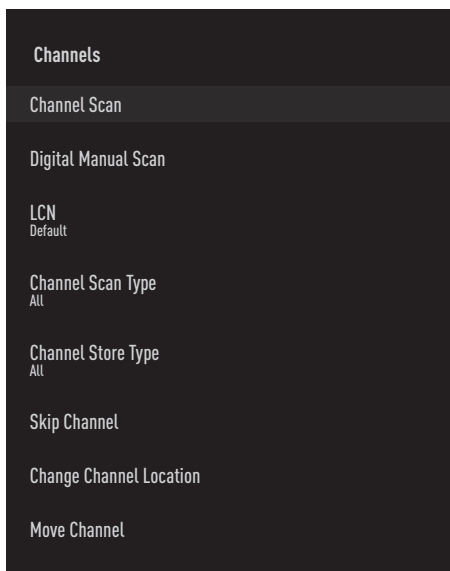 Channels
Channel Scan
Digital Manual Scan
LCN
Default
Channel Scan Type
All
Channel Store Type
All
Skip Channel
Change Channel Location
Move Channel